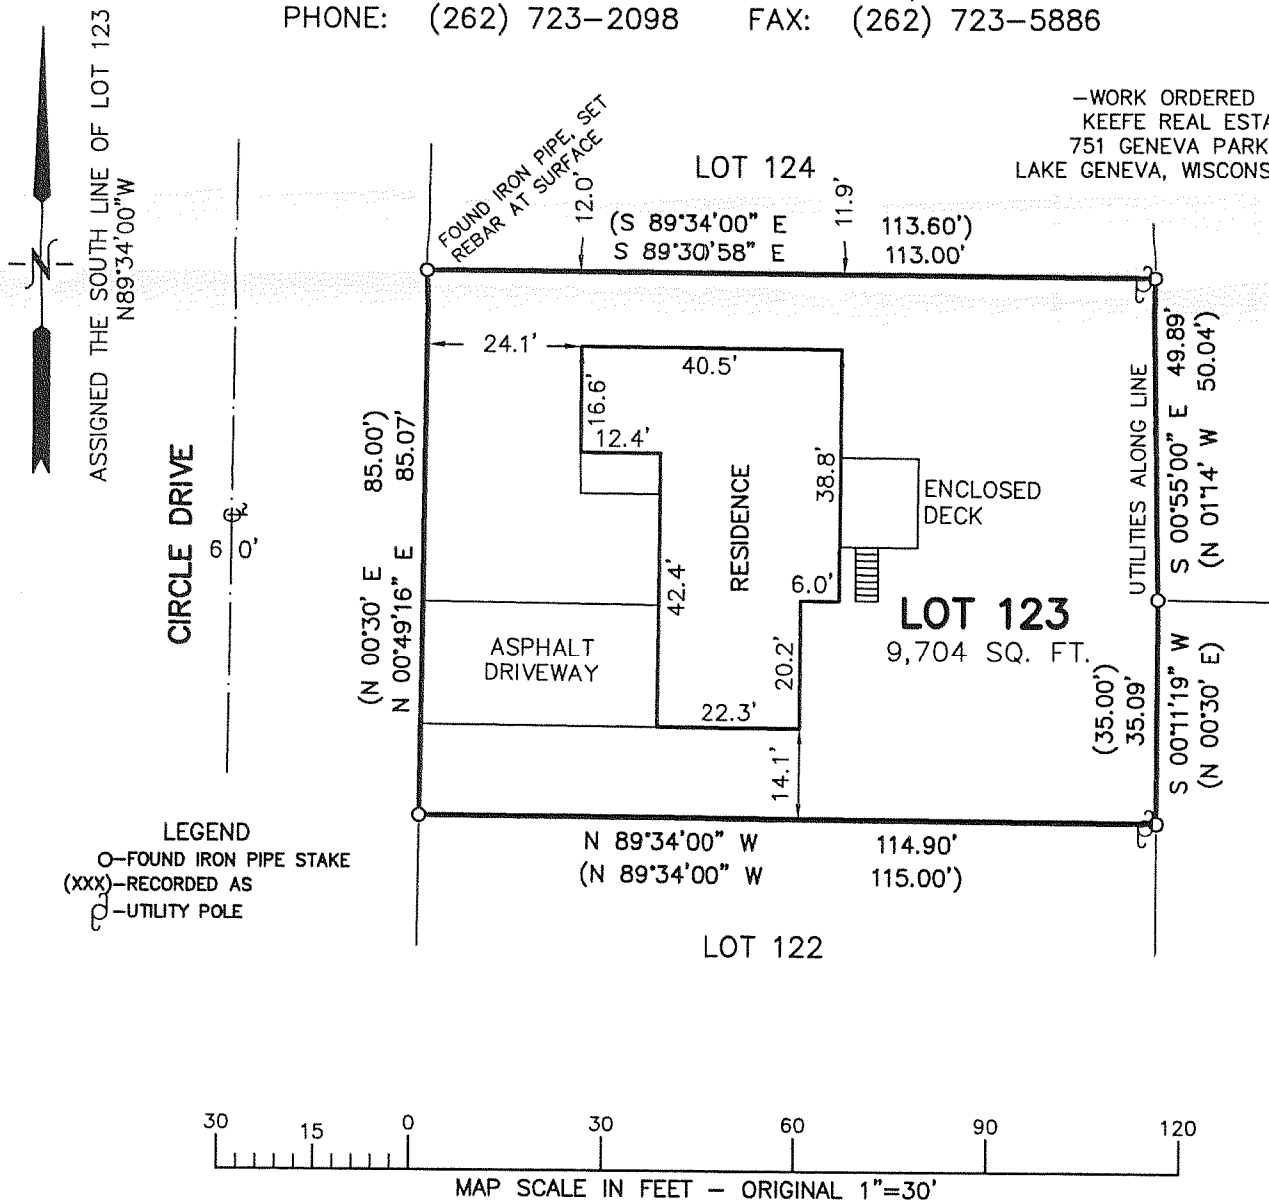 PHONE: (262) 723-2098 FAX: (262) 723-5886
ASSIGNED THE SOUTH LINE OF LOT 123
N89°34'00"W
N
FOUND IRON PIPE, SET
REBAR AT SURFACE
-WORK ORDERED
KEEFE REAL ESTA
751 GENEVA PARK
LAKE GENEVA, WISCONS
LOT 124
12.0'
11.9'
(S 89°34'00" E 113.60')
S 89°30'58" E 113.00'
24.1'
40.5'
16.6'
12.4'
38.8'
RESIDENCE
ENCLOSED
DECK
6.0'
42.4'
20.2'
22.3'
14.1'
ASPHALT
DRIVEWAY
LOT 123
9,704 SQ. FT.
CIRCLE DRIVE
60'
(N 00°30' E 85.00')
N 00°49'16" E 85.07'
UTILITIES ALONG LINE
S 00°55'00" E 49.89'
(N 01°14' W 50.04')
(35.00')
35.09'
S 00°11'19" W
(N 00°30' E)
N 89°34'00" W 114.90'
(N 89°34'00" W 115.00')
LOT 122
LEGEND
O-FOUND IRON PIPE STAKE
(XXX)-RECORDED AS
-UTILITY POLE
30 15 0 30 60 90 120
MAP SCALE IN FEET - ORIGINAL 1"=30'